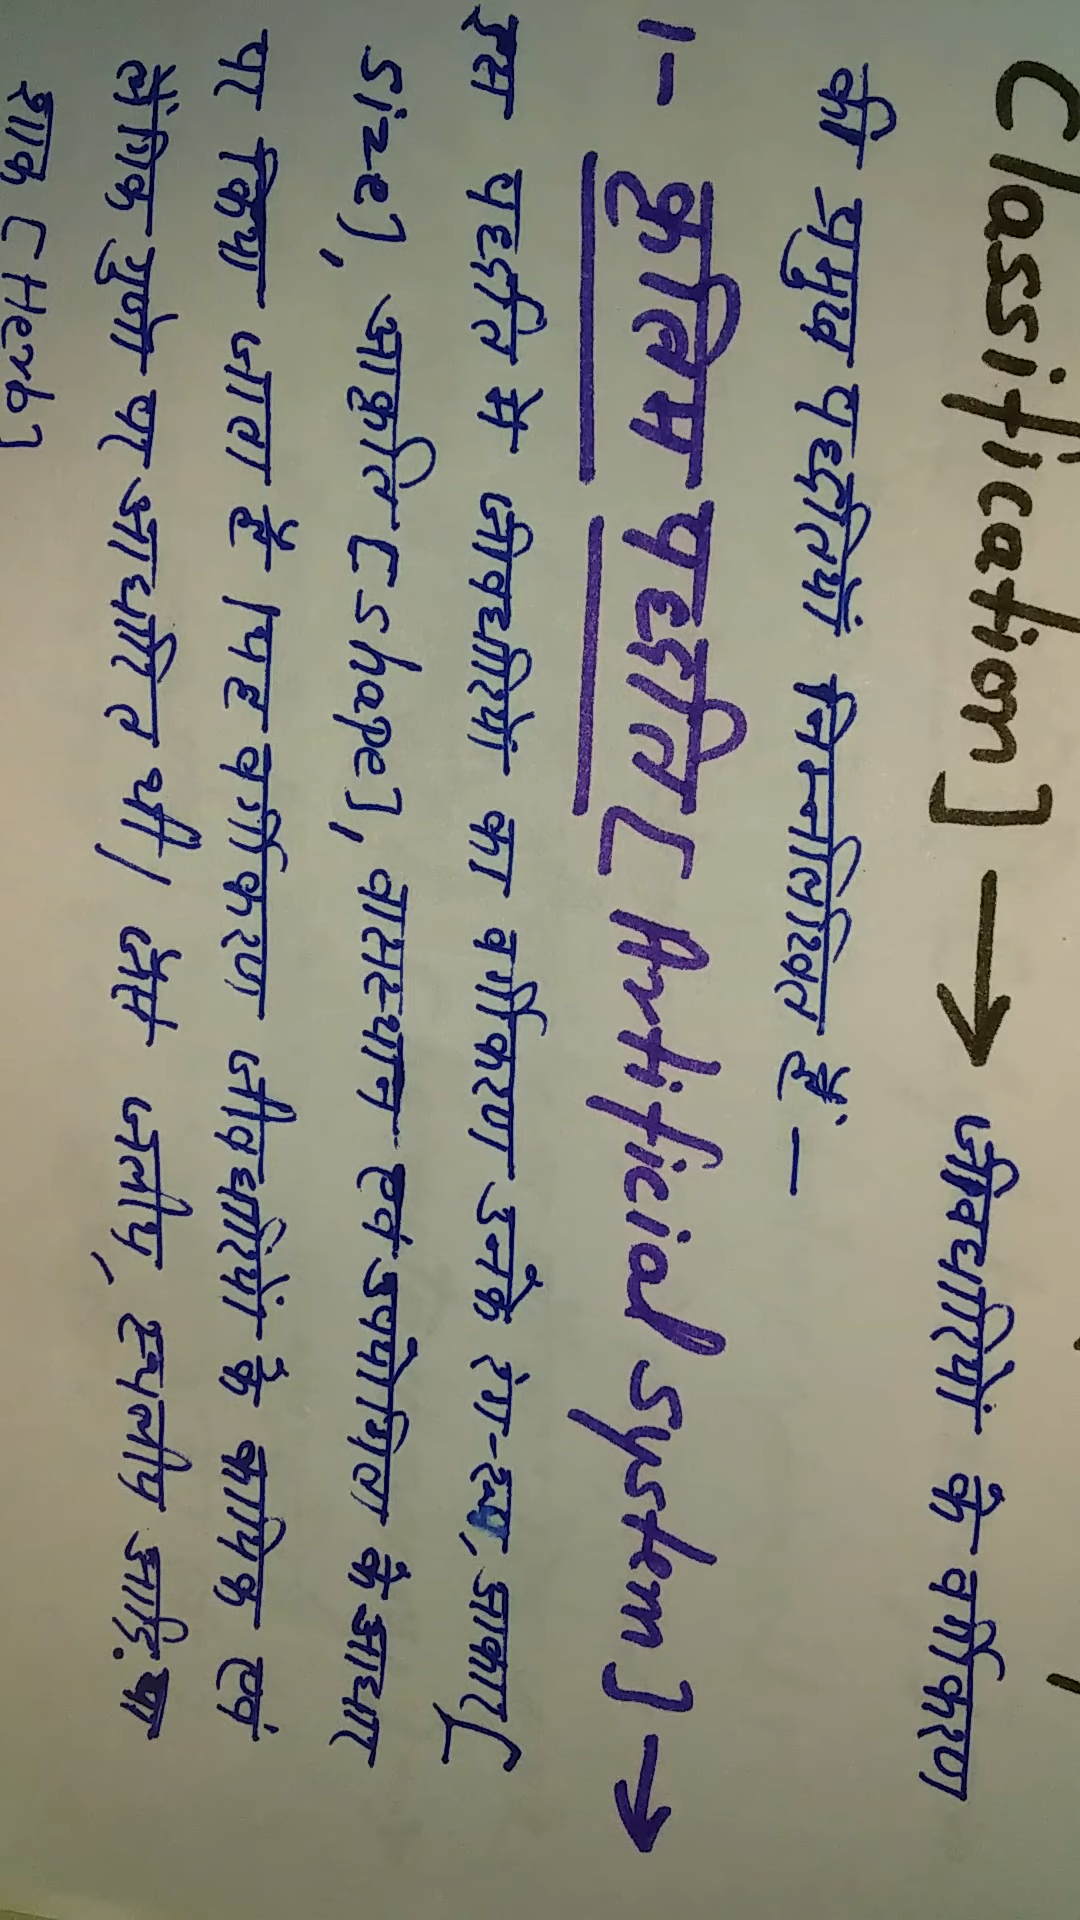 Classification] → जीवधारियों के वर्गीकरण
की प्रमुख पद्धतियाँ निम्नलिखित हैं —
1- कृत्रिम पद्धति [Artificial System] →
इस पद्धति में जीवधारियों का वर्गीकरण उनके रंग-रूप, आकार [
Size], आकृति [shape], वासस्थान एवं उपयोगिता के आधार
पर किया जाता हैं। यह वर्गीकरण जीवधारियों के कायिक एवं
लैंगिक गुणों पर आधारित थी। जैसे जलीय, स्थलीय झाड़ि या
शाक [Herb]